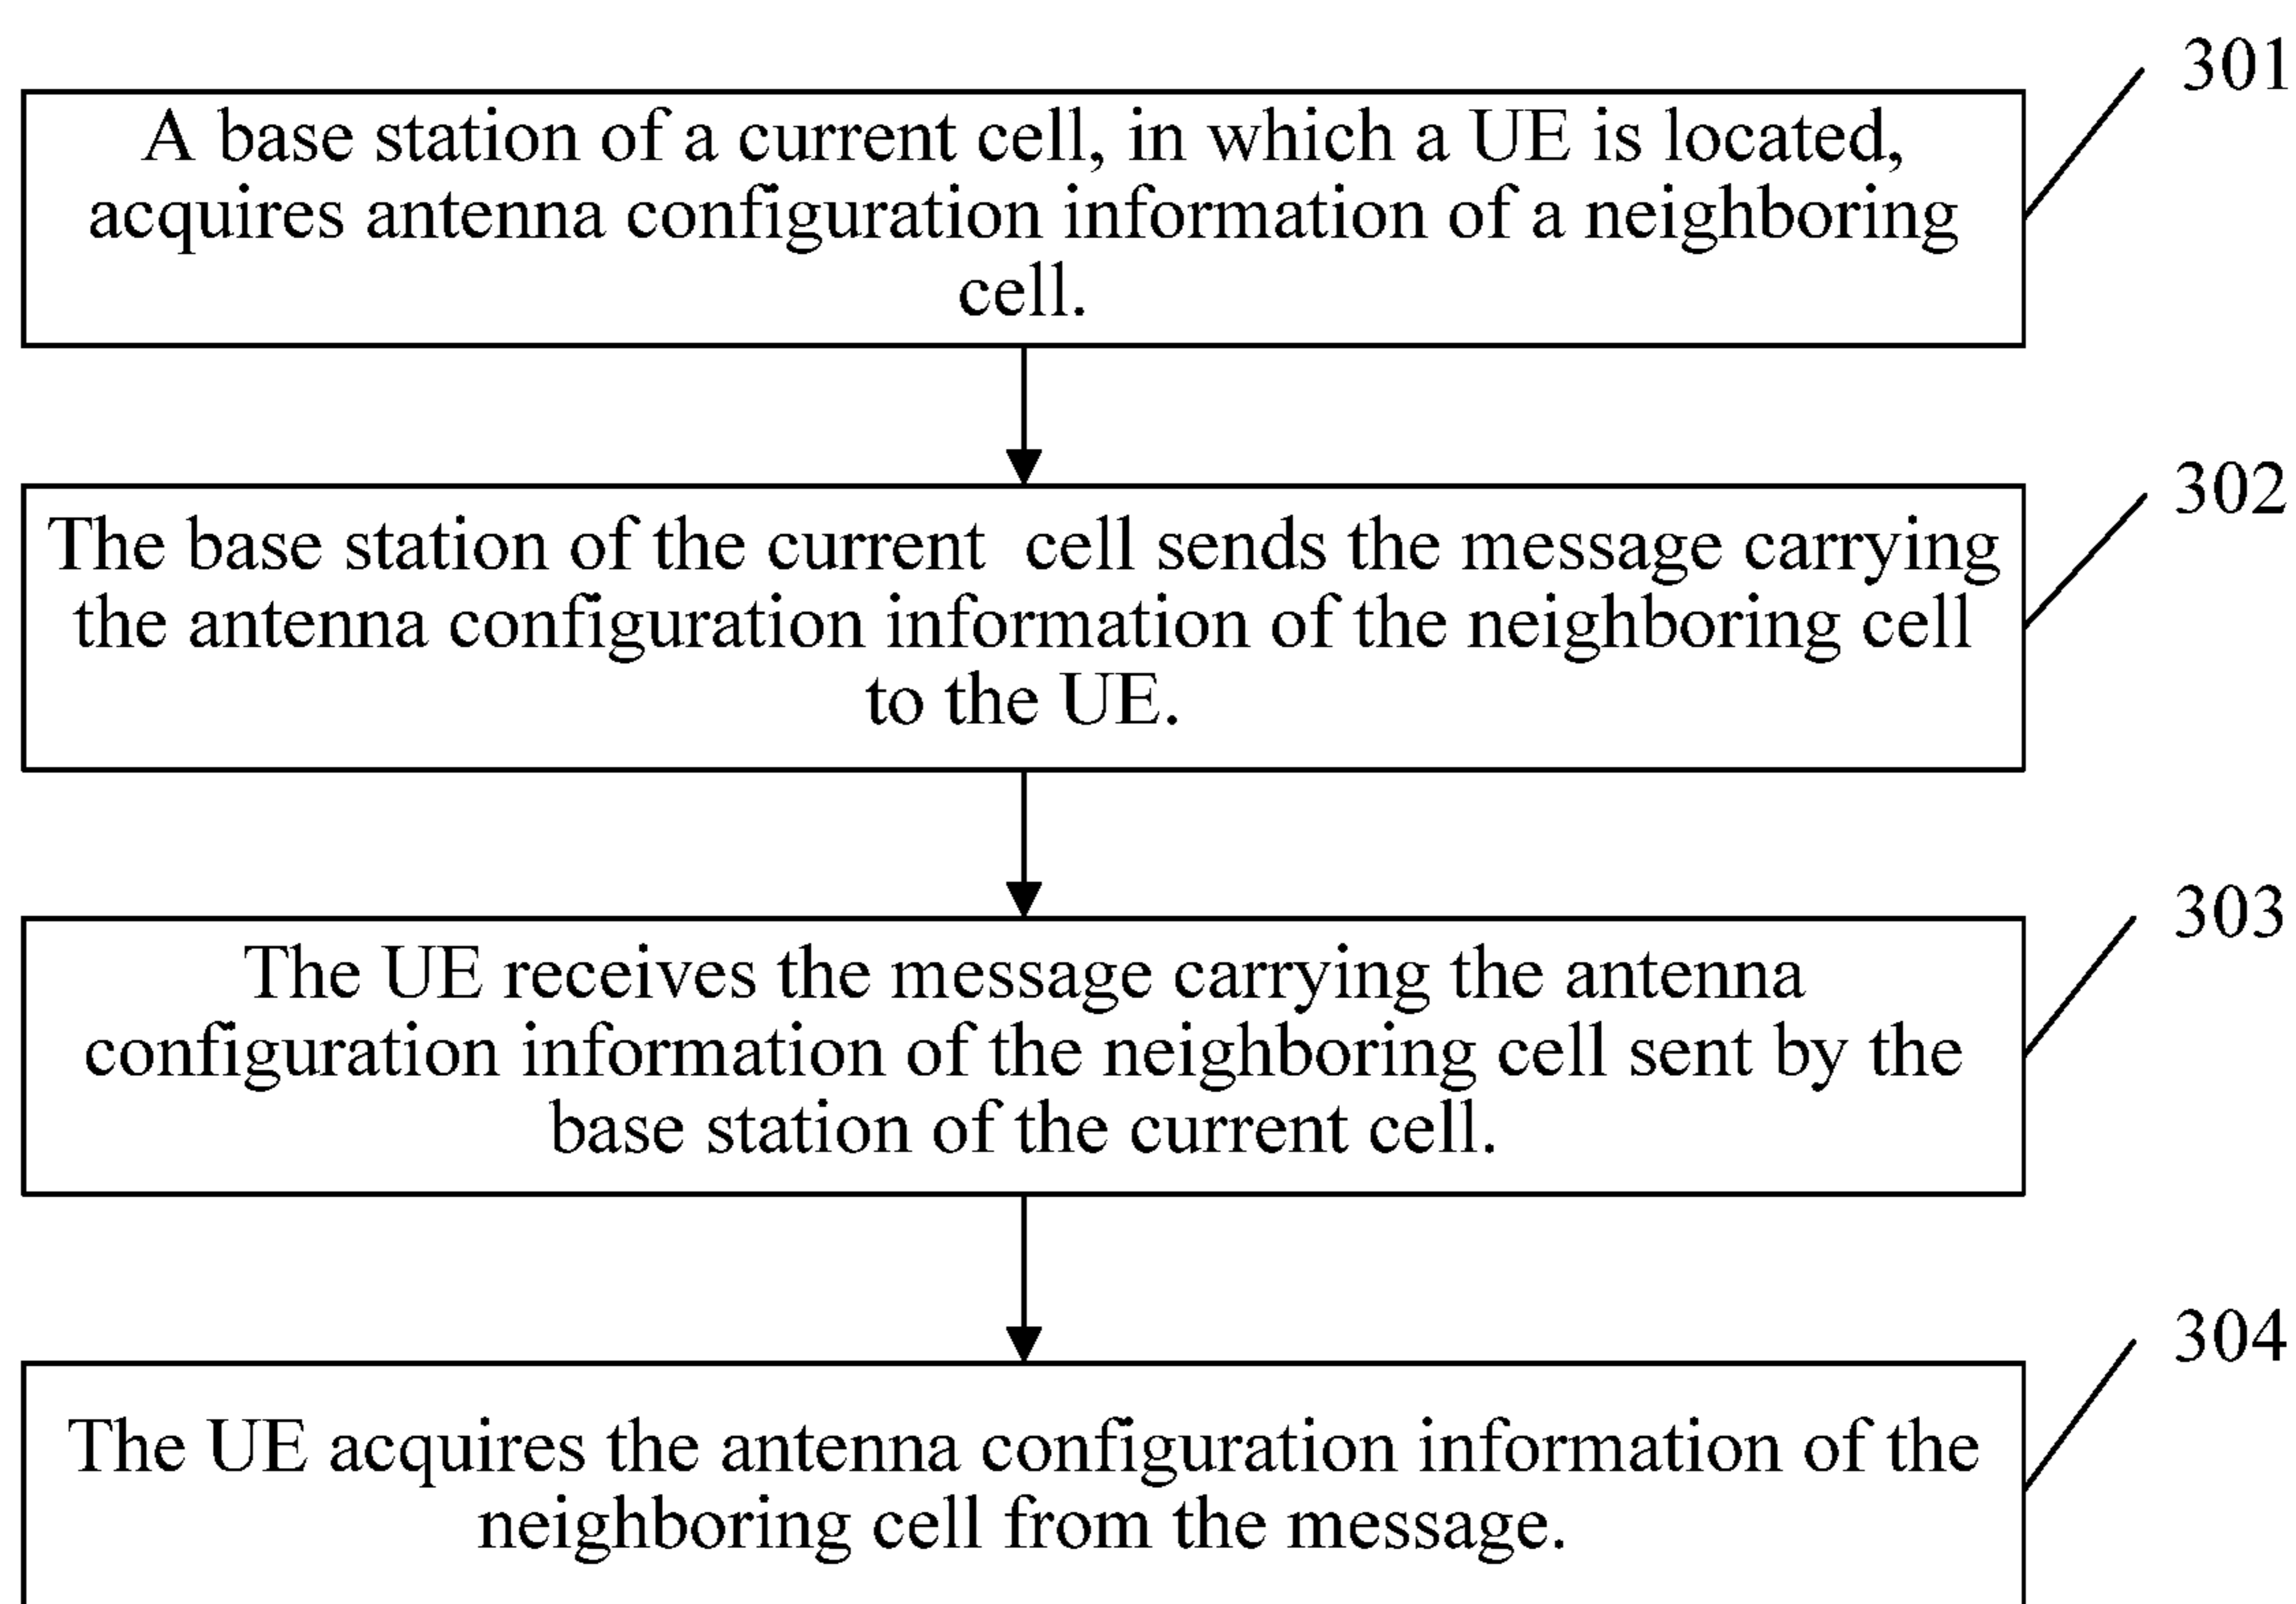 301
A base station of a current cell, in which a UE is located,
acquires antenna configuration information of a neighboring
cell.
302
The base station of the current cell sends the message carrying
the antenna configuration information of the neighboring cell
to the UE.
303
The UE receives the message carrying the antenna
configuration information of the neighboring cell sent by the
base station of the current cell.
304
The UE acquires the antenna configuration information of the
neighboring cell from the message.